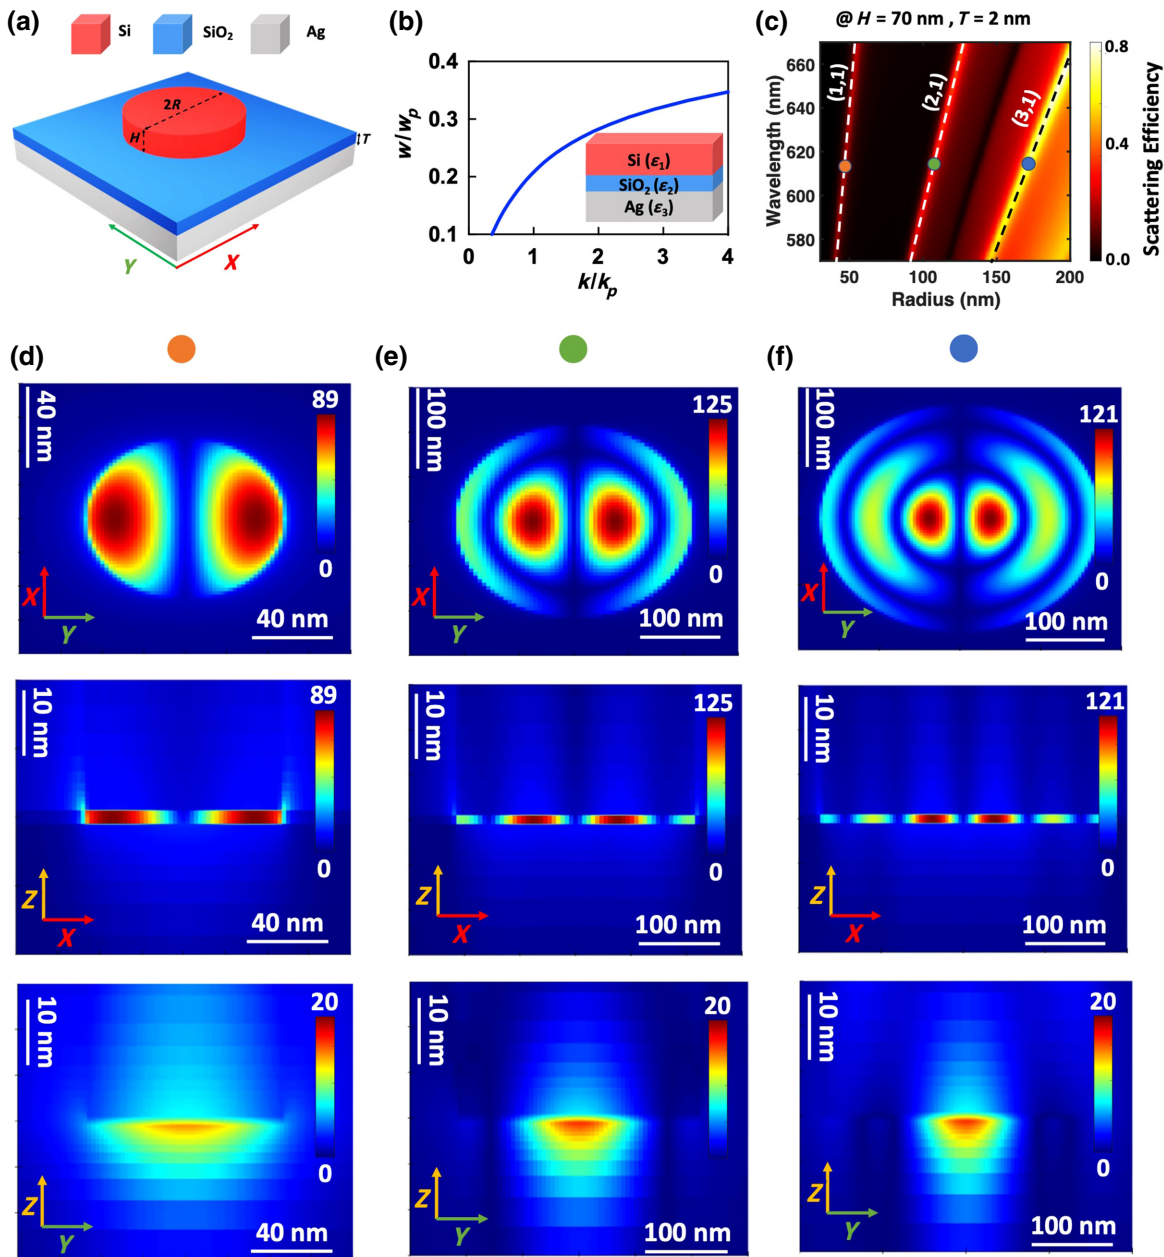 (a)
Si
SiO2
Ag
2R
H
T
Y
X
(b)
0.4
0.3
0.2
0.1
w/wp
Si (ε1)
SiO2 (ε2)
Ag (ε3)
0 1 2 3 4
k/kp
(c)
@ H = 70 nm , T = 2 nm
660
640
620
600
580
Wavelength (nm)
(1,1)
(2,1)
(3,1)
50 100 150 200
Radius (nm)
0.8
0.4
0.0
Scattering Efficiency
(d)
40 nm
89
0
X
Y
40 nm
(e)
100 nm
125
0
X
Y
100 nm
(f)
100 nm
121
0
X
Y
100 nm
10 nm
89
0
Z
X
40 nm
10 nm
125
0
Z
X
100 nm
10 nm
121
0
Z
X
100 nm
10 nm
20
0
Z
Y
40 nm
10 nm
20
0
Z
Y
100 nm
10 nm
20
0
Z
Y
100 nm